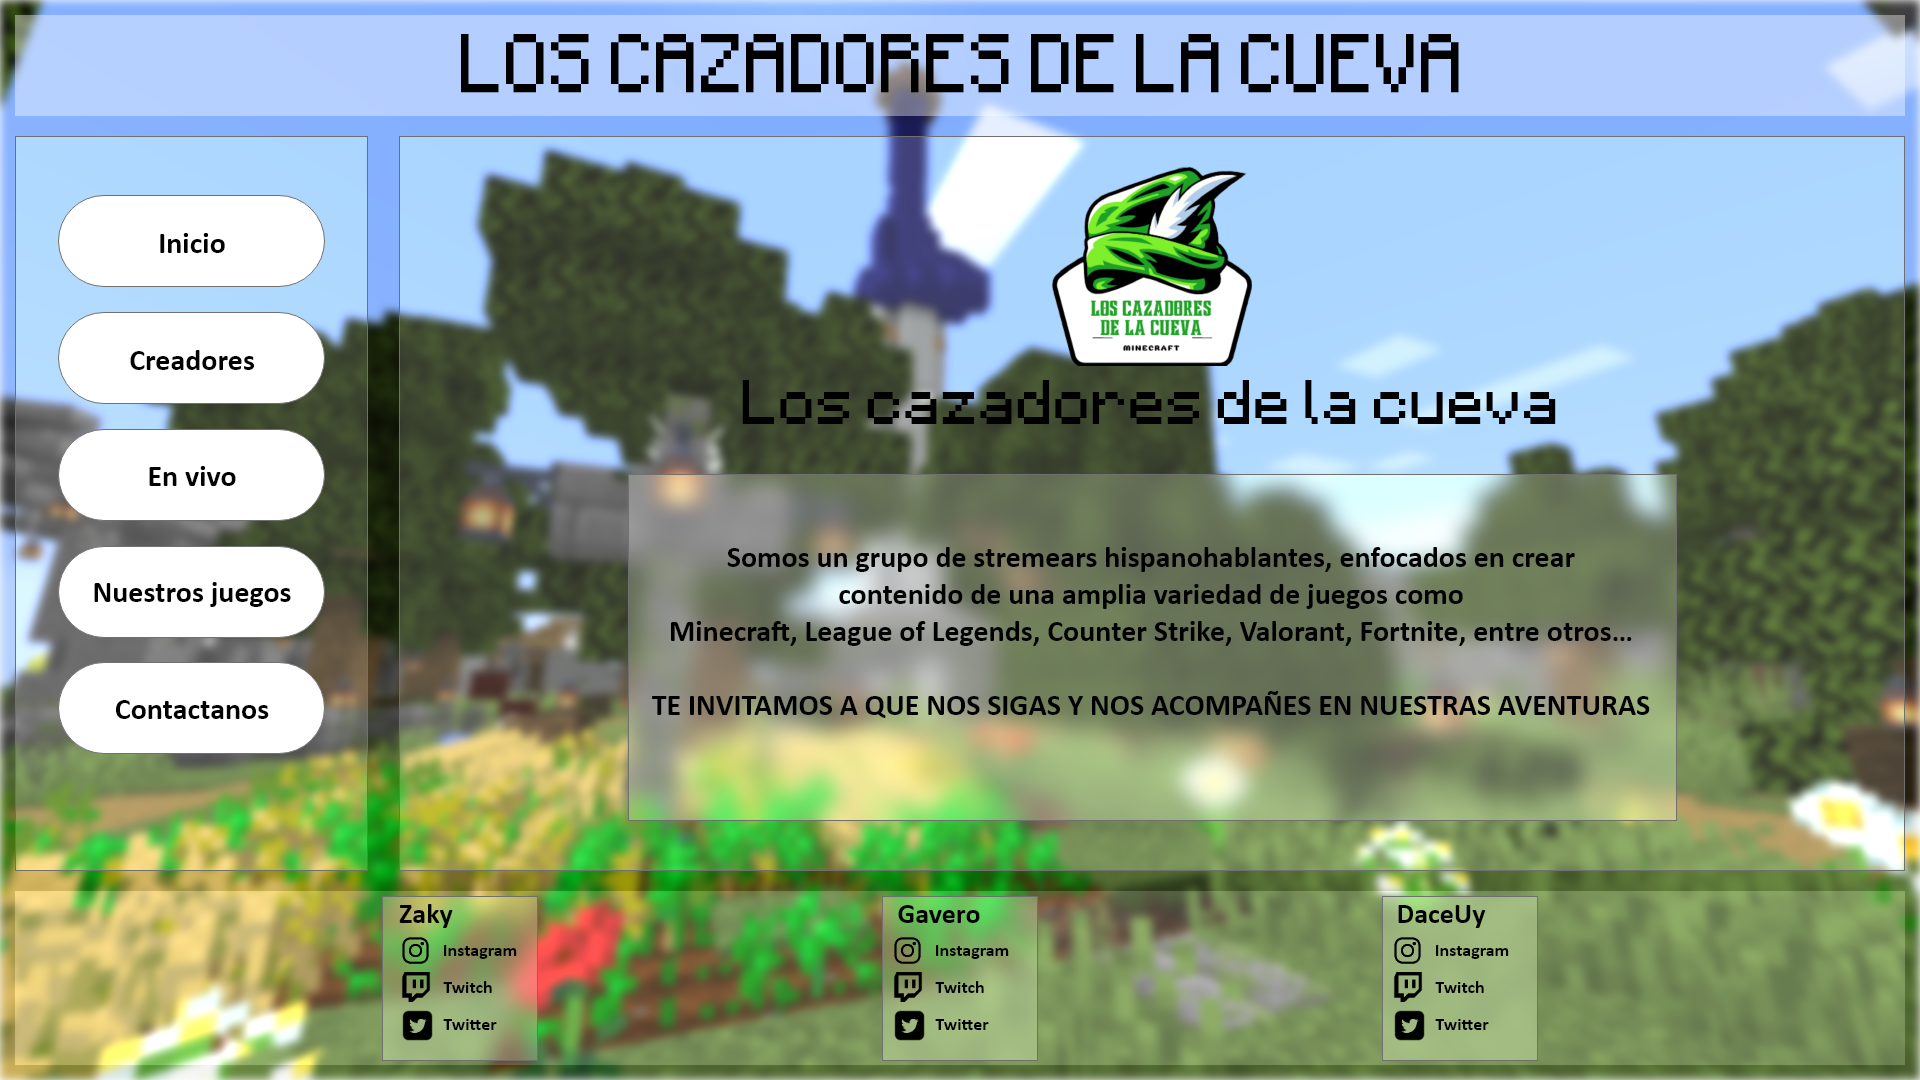 LOS CAZADORES DE LA CUEVA
Inicio
Creadores
En vivo
Nuestros juegos
Contactanos
LOS CAZADORES
DE LA CUEVA
MINECRAFT
Los cazadores de la cueva
Somos un grupo de stremears hispanohablantes, enfocados en crear
contenido de una amplia variedad de juegos como
Minecraft, League of Legends, Counter Strike, Valorant, Fortnite, entre otros...
TE INVITAMOS A QUE NOS SIGAS Y NOS ACOMPAÑES EN NUESTRAS AVENTURAS
Zaky
Instagram
Twitch
Twitter
Gavero
Instagram
Twitch
Twitter
DaceUy
Instagram
Twitch
Twitter